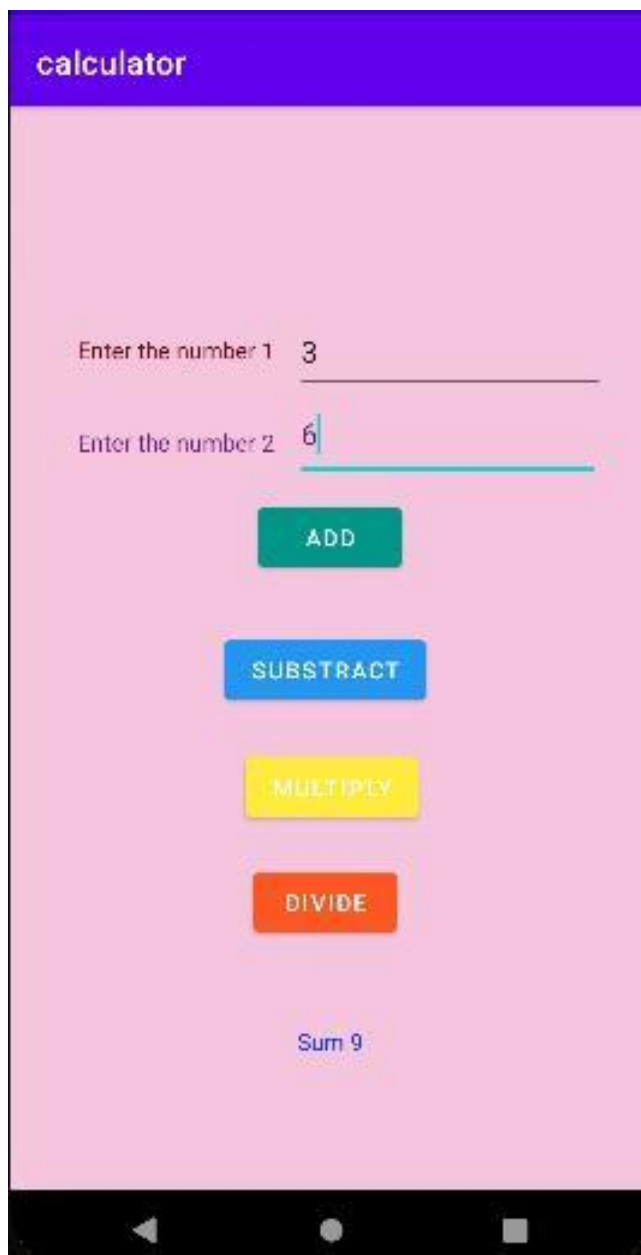 calculator
Enter the number 1 3
Enter the number 2 6
ADD
SUBSTRACT
MULTIPLY
DIVIDE
Sum 9